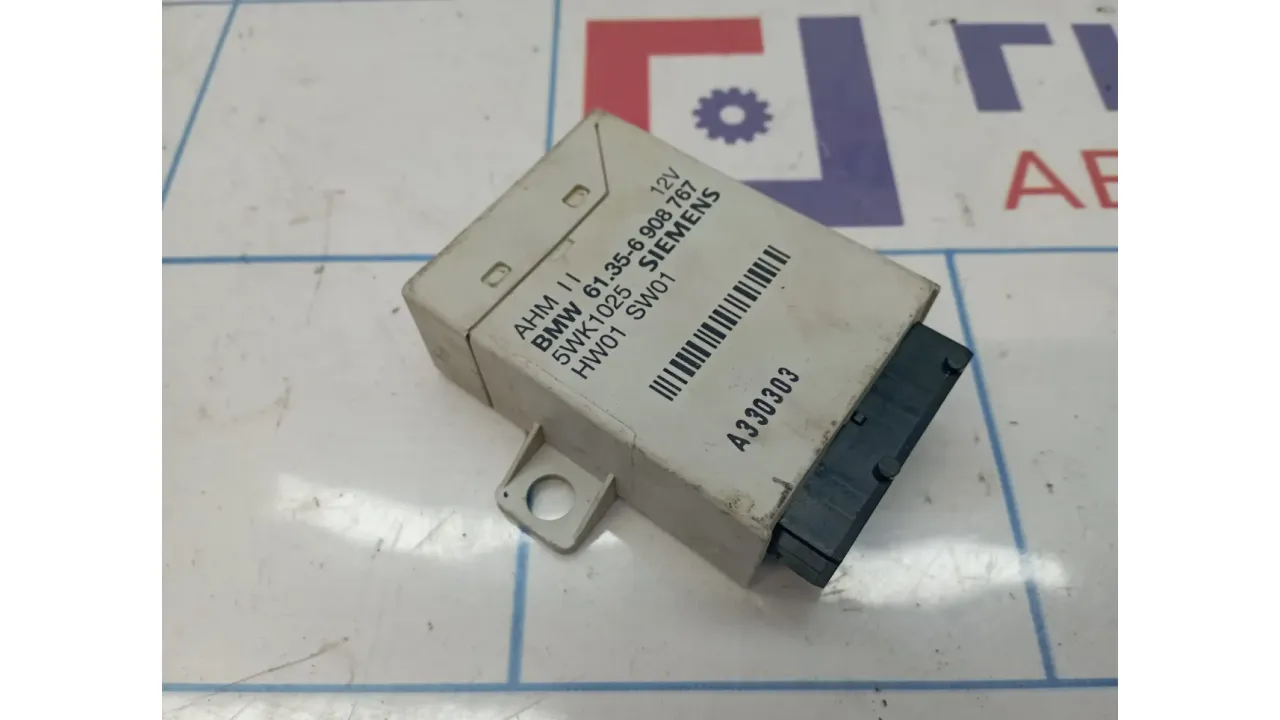 12V
AHM II
BMW 61.35-6 908 767
5WK1025 SIEMENS
HW01 SW01
A330303